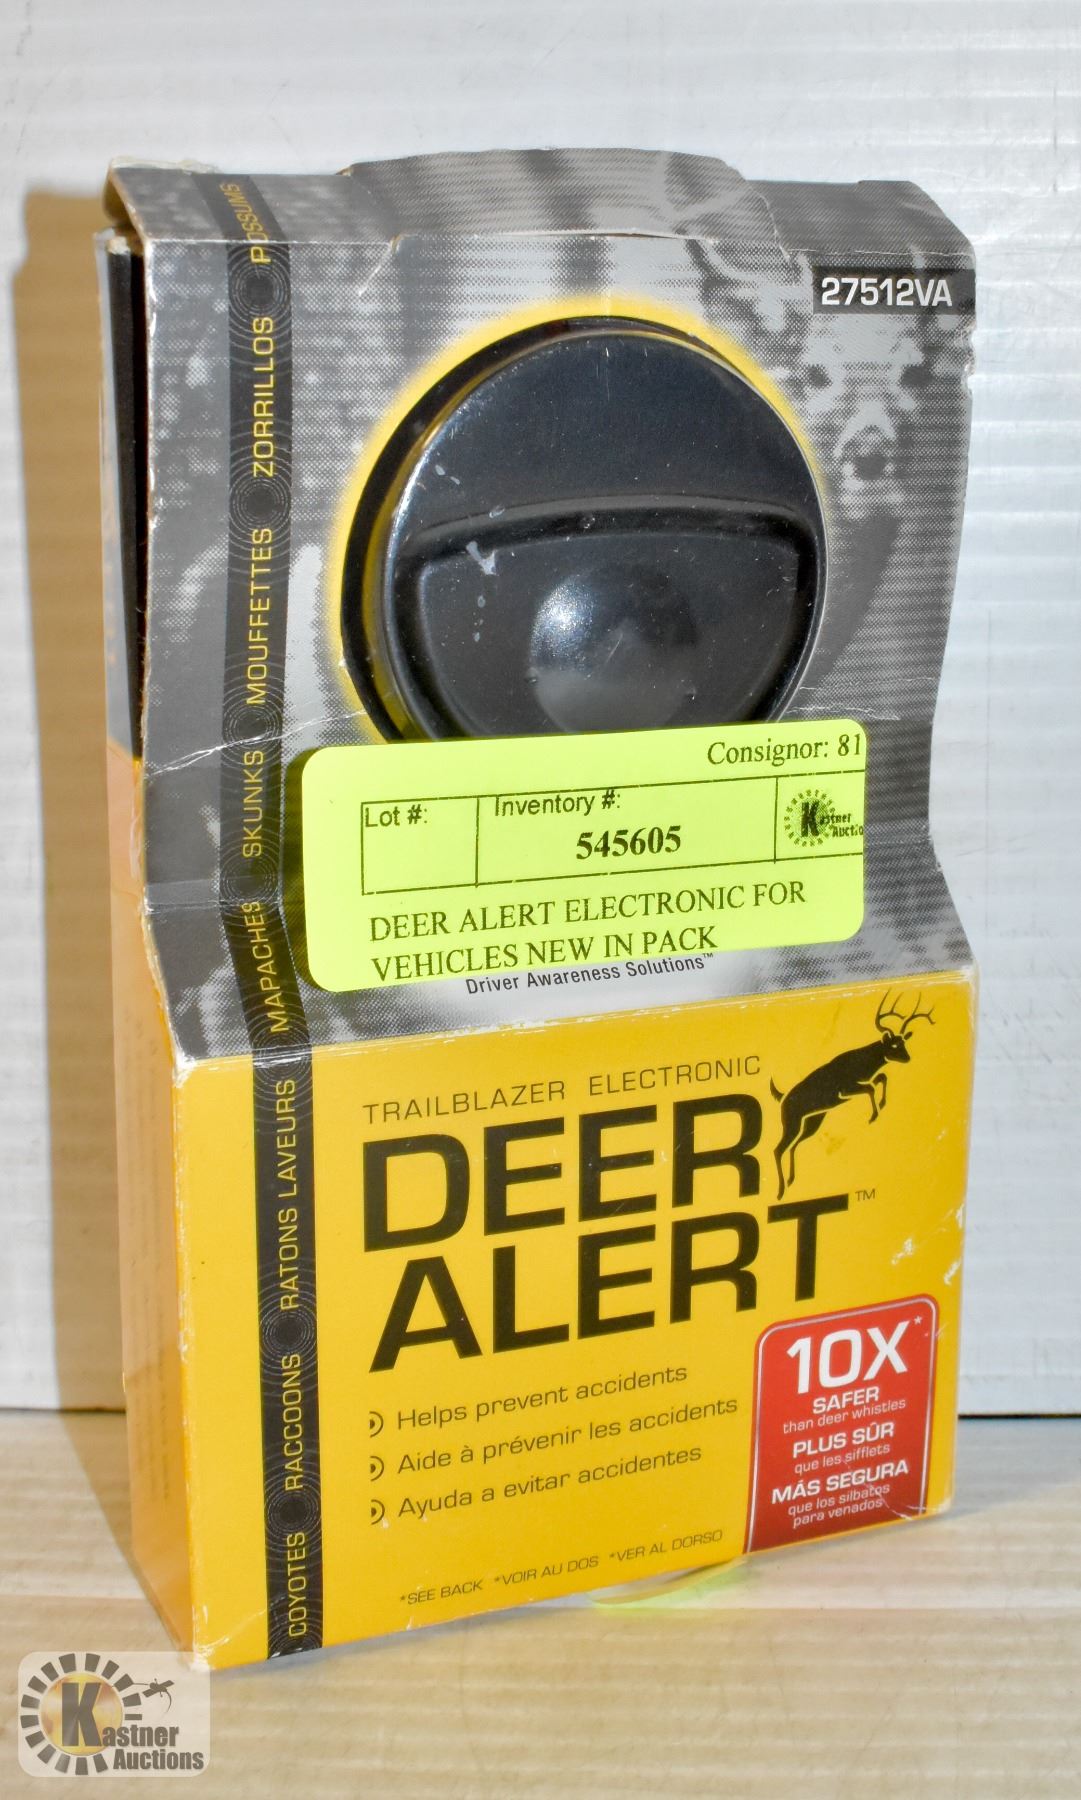 27512VA
POSSUMS
ZORRILLOS
MOUFFETTES
SKUNKS
MAPACHES
RATONS LAVEURS
RACCOONS
COYOTES
Consignor: 81
Lot #:
Inventory #:
545605
Kastner
Auctio
DEER ALERT ELECTRONIC FOR
VEHICLES NEW IN PACK
Driver Awareness Solutions™
TRAILBLAZER ELECTRONIC
DEER
ALERT™
Helps prevent accidents
Aide à prévenir les accidents
Ayuda a evitar accidentes
10X*
SAFER
than deer whistles
PLUS SÛR
que les sifflets
MÁS SEGURA
que los silbatos
para venados
*SEE BACK *VOIR AU DOS *VER AL DORSO
Kastner
Auctions